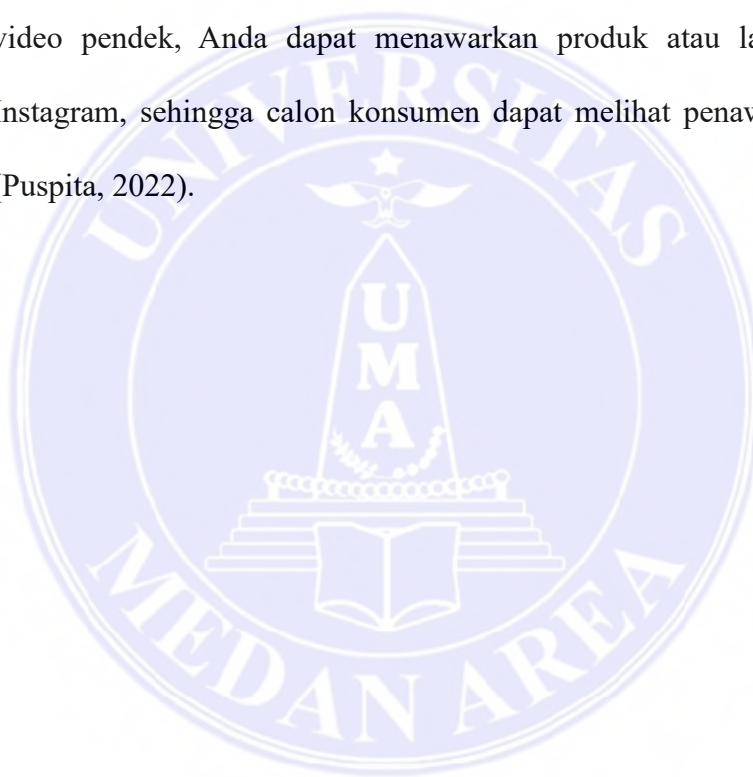 video pendek, Anda dapat menawarkan produk atau la
Instagram, sehingga calon konsumen dapat melihat penaw
(Puspita, 2022).
UNIVERSITAS
UMA
MEDAN AREA